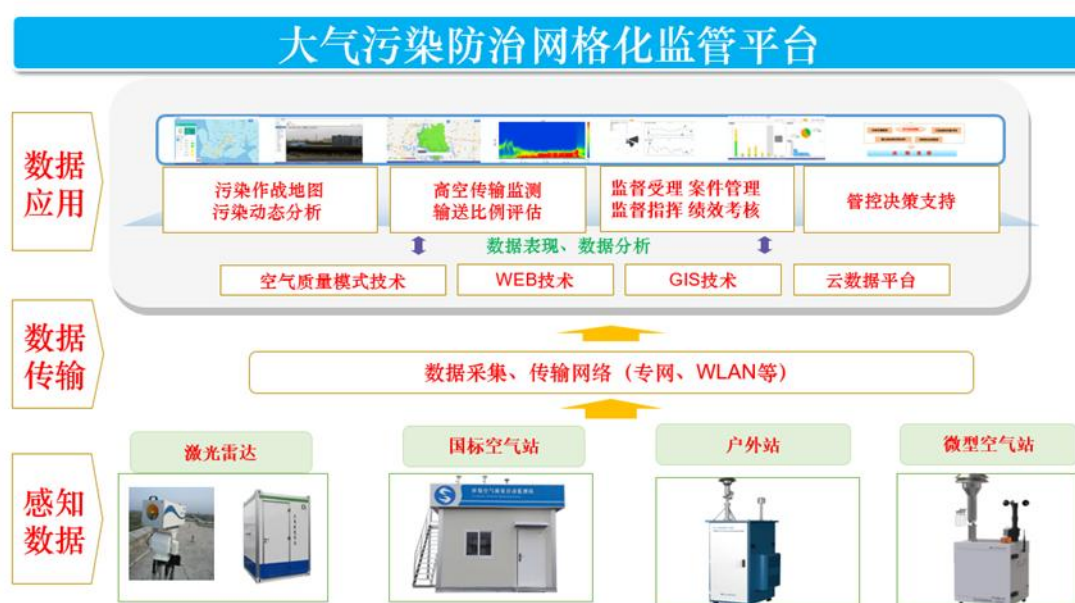 大气污染防治网格化监管平台
数据
应用
污染作战地图
污染动态分析
高空传输监测
输送比例评估
监督受理 案件管理
监督指挥 绩效考核
管控决策支持
数据表现、数据分析
空气质量模式技术
WEB技术
GIS技术
云数据平台
数据
传输
数据采集、传输网络（专网、WLAN等）
感知
数据
激光雷达
国标空气站
户外站
微型空气站